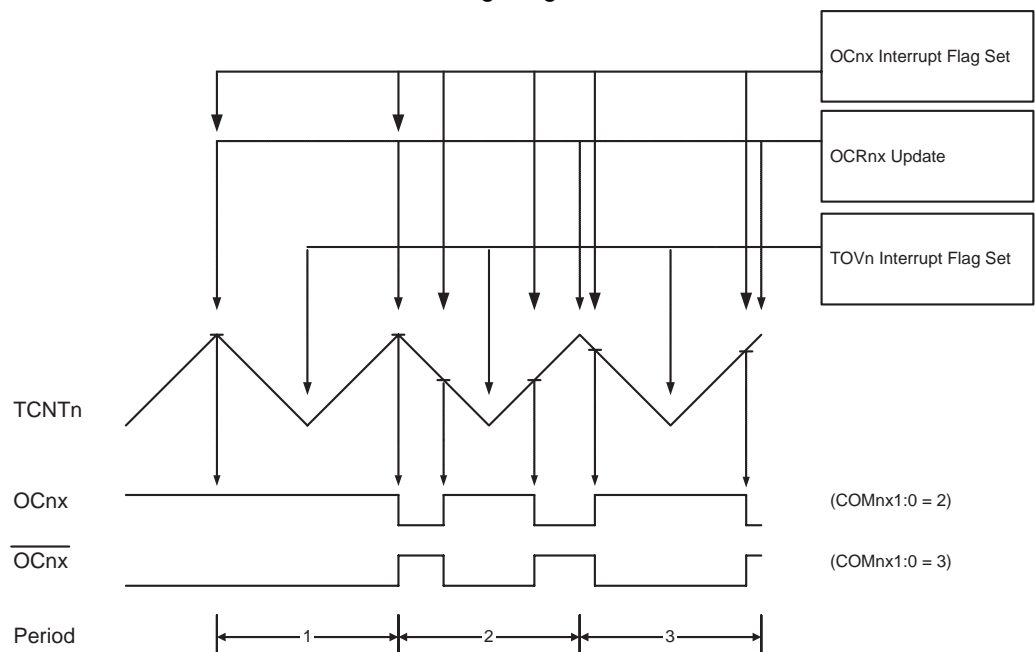 OCnx Interrupt Flag Set
OCRnx Update
TOVn Interrupt Flag Set
TCNTn
OCnx
(COMnx1:0 = 2)
OCnx
(COMnx1:0 = 3)
Period
1
2
3